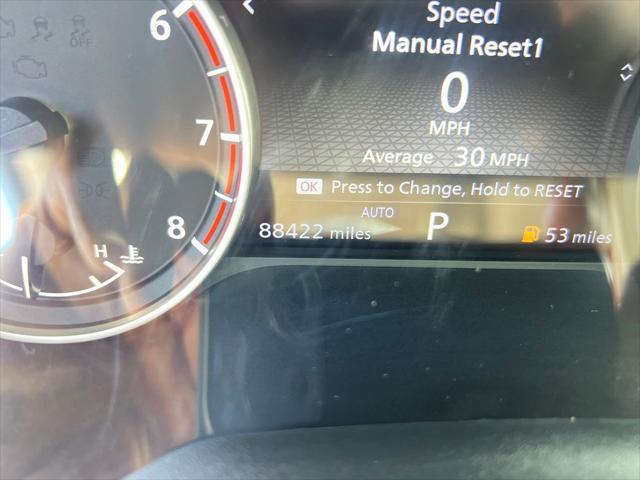 Speed
Manual Reset1
0
MPH
Average 30 MPH
OK Press to Change, Hold to RESET
AUTO
88422 miles P 53 miles
6
7
8
H
OFF